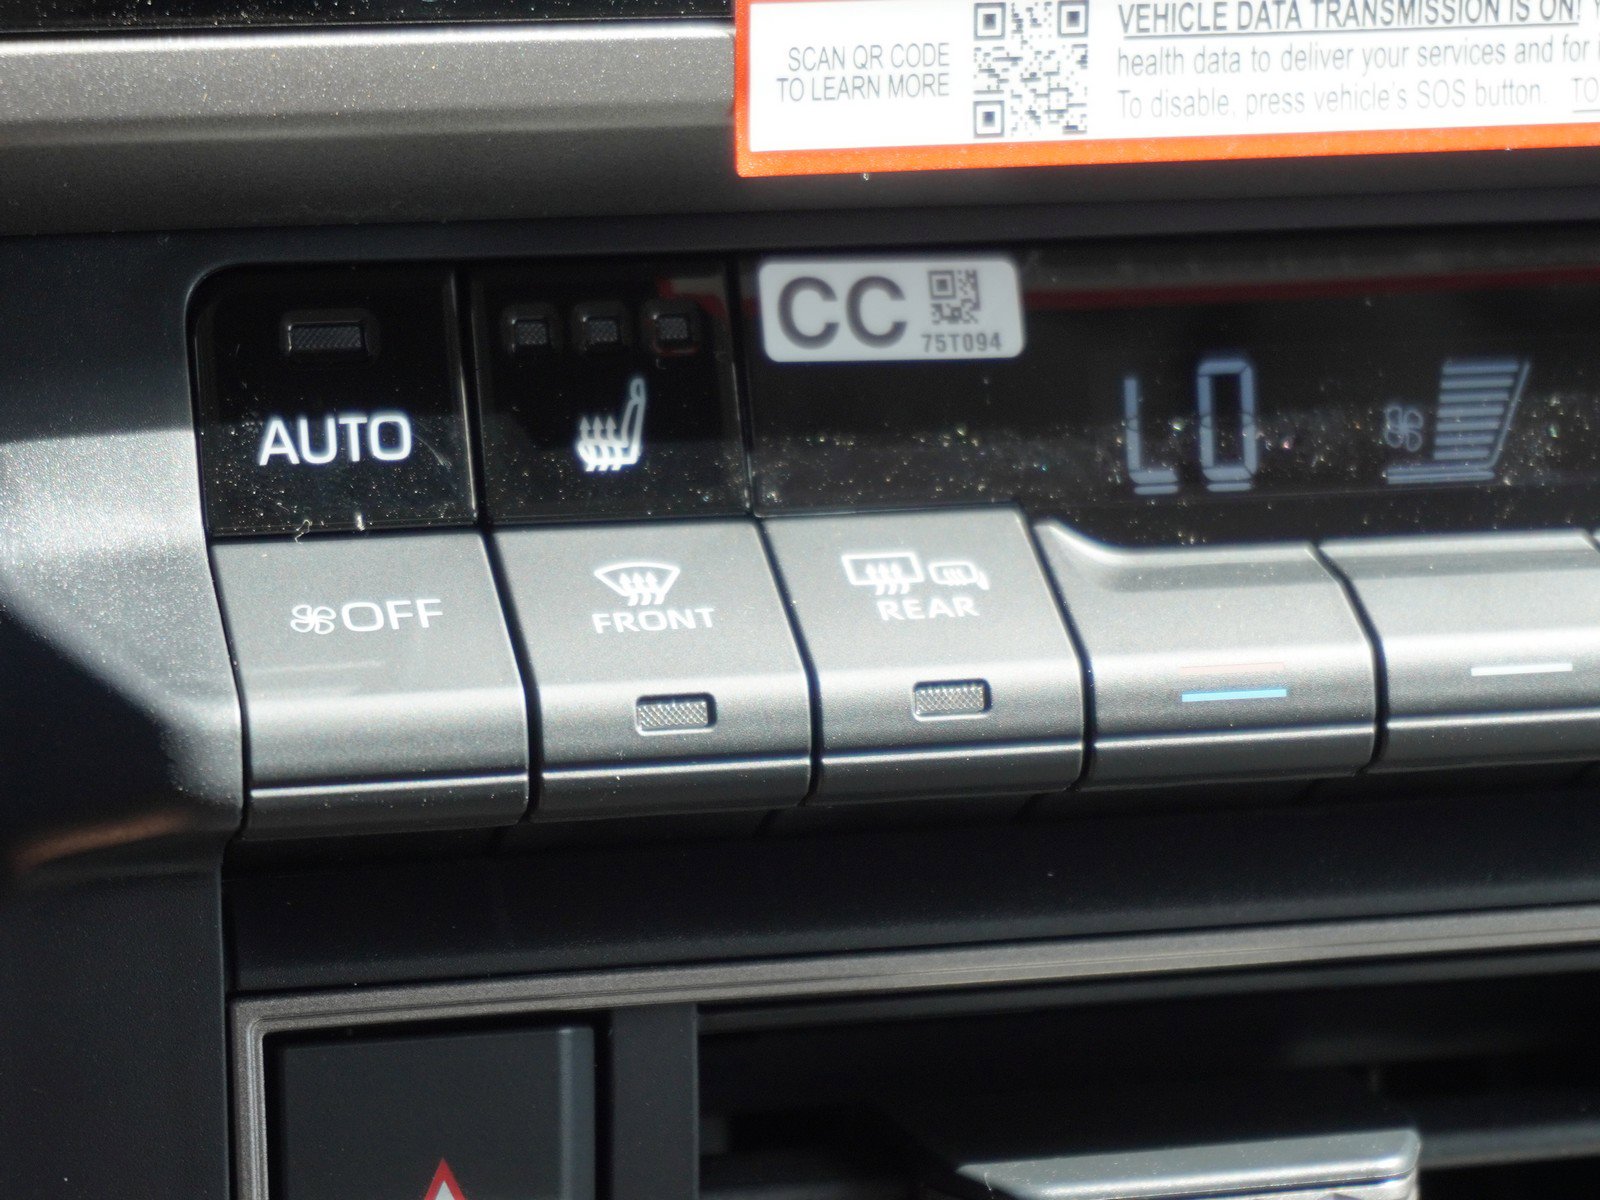 SCAN QR CODE
TO LEARN MORE
VEHICLE DATA TRANSMISSION IS ON!
health data to deliver your services and for
To disable, press vehicle's SOS button. TO
CC
75T094
AUTO
LO
OFF
FRONT
REAR